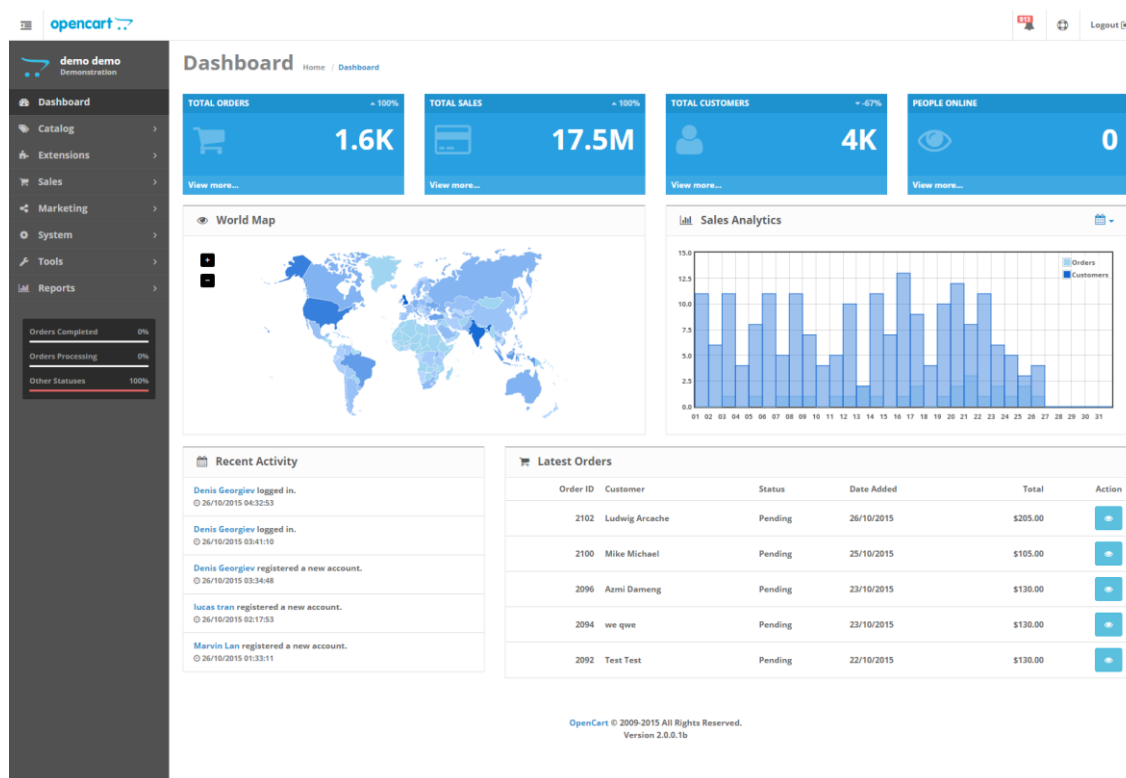 opencart
913
Logout
demo demo
Demonstration
Dashboard
Catalog
Extensions
Sales
Marketing
System
Tools
Reports
Orders Completed 0%
Orders Processing 0%
Other Statuses 100%
Dashboard Home / Dashboard
TOTAL ORDERS 100%
1.6K
View more...
TOTAL SALES 100%
17.5M
View more...
TOTAL CUSTOMERS -67%
4K
View more...
PEOPLE ONLINE
0
View more...
World Map
+
-
Sales Analytics
Orders
Customers
15.0
12.5
10.0
7.5
5.0
2.5
0.0
01 02 03 04 05 06 07 08 09 10 11 12 13 14 15 16 17 18 19 20 21 22 23 24 25 26 27 28 29 30 31
Recent Activity
Denis Georgiev logged in.
26/10/2015 04:32:53
Denis Georgiev logged in.
26/10/2015 03:41:10
Denis Georgiev registered a new account.
26/10/2015 03:34:48
lucas tran registered a new account.
26/10/2015 02:17:53
Marvin Lan registered a new account.
26/10/2015 01:33:11
Latest Orders
Order ID Customer Status Date Added Total Action
2102 Ludwig Arcache Pending 26/10/2015 $205.00
2100 Mike Michael Pending 25/10/2015 $105.00
2096 Azmi Dameng Pending 23/10/2015 $130.00
2094 we qwe Pending 23/10/2015 $130.00
2092 Test Test Pending 22/10/2015 $130.00
OpenCart © 2009-2015 All Rights Reserved.
Version 2.0.0.1b